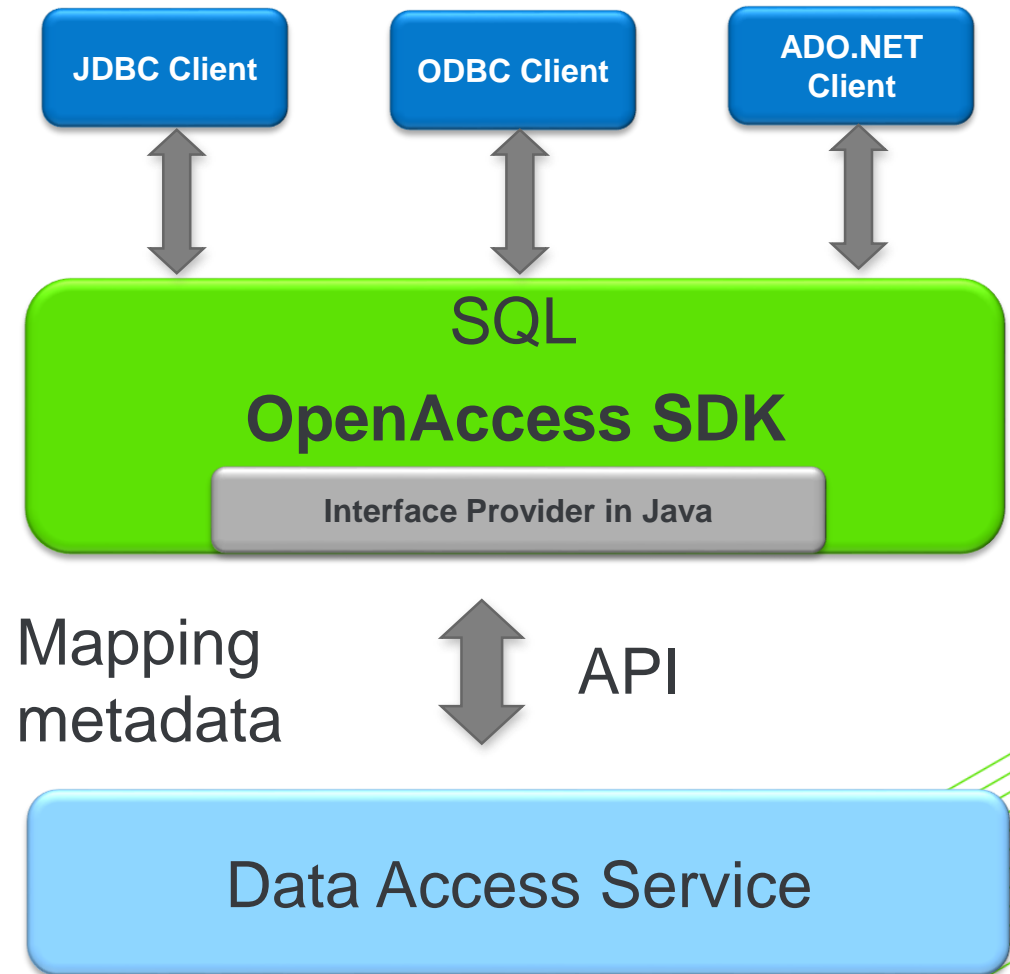 JDBC Client
ODBC Client
ADO.NET
Client
SQL
OpenAccess SDK
Interface Provider in Java
Mapping
metadata
API
Data Access Service